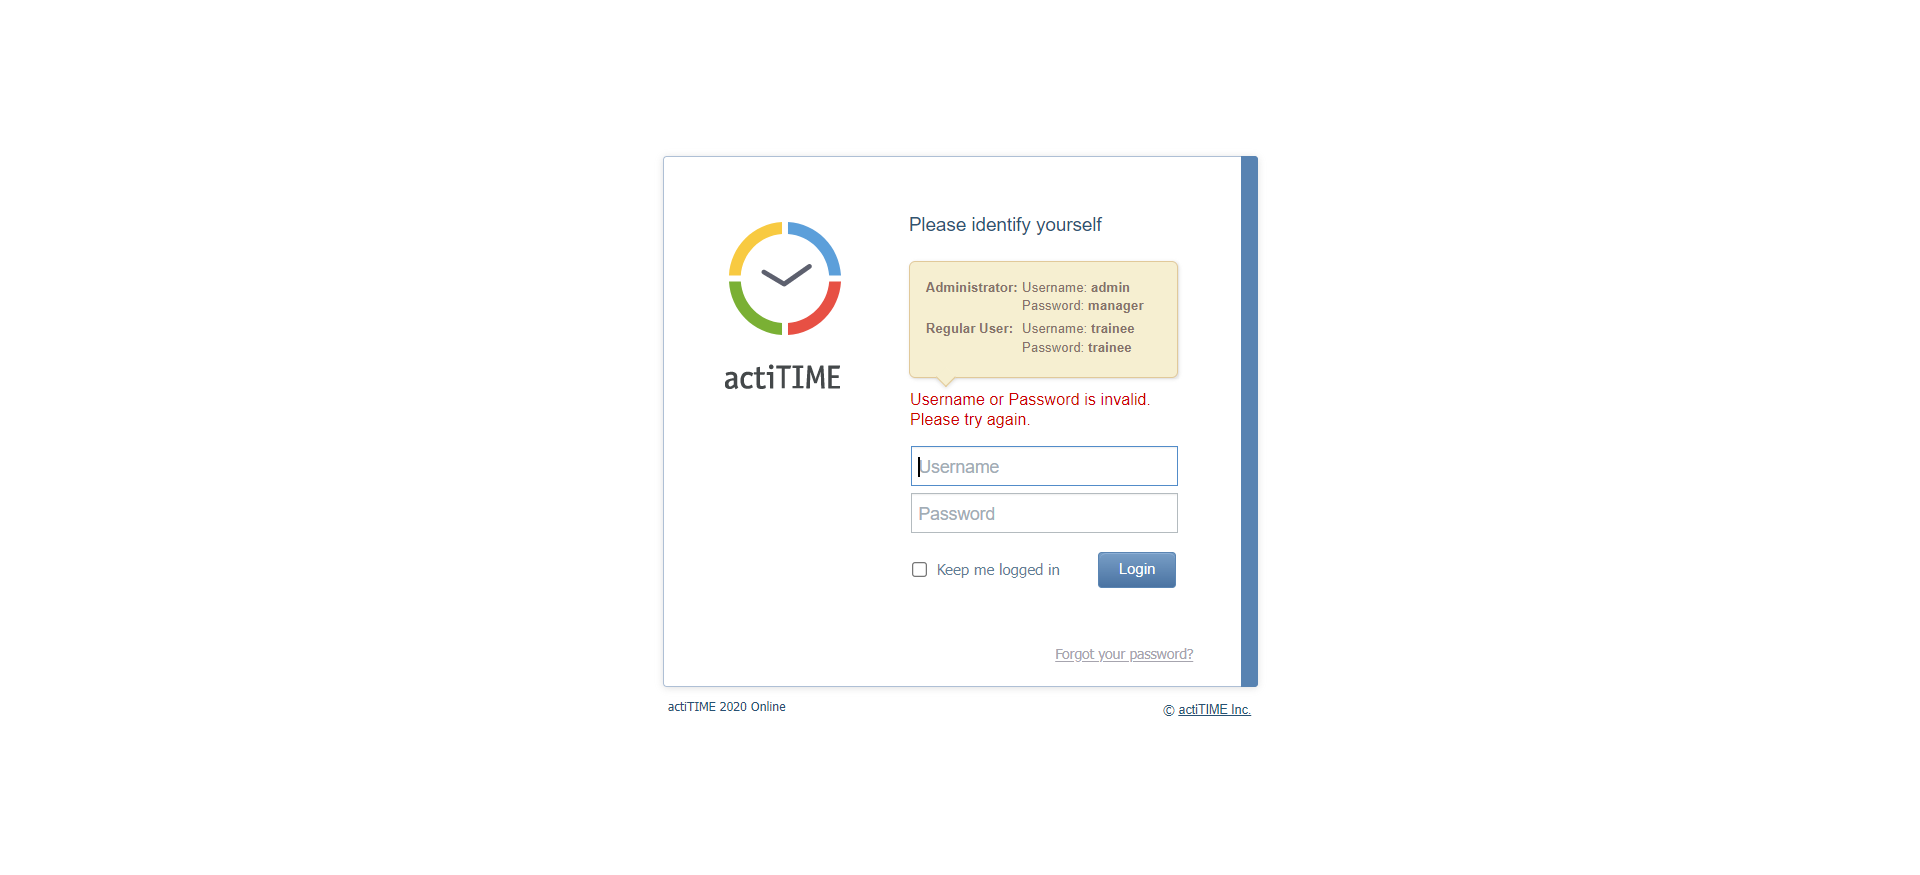 Please identify yourself
Administrator: Username: admin
Password: manager
Regular User: Username: trainee
Password: trainee
actiTIME
Username or Password is invalid.
Please try again.
Username
Password
Keep me logged in
Login
Forgot your password?
actiTIME 2020 Online
© actiTIME Inc.